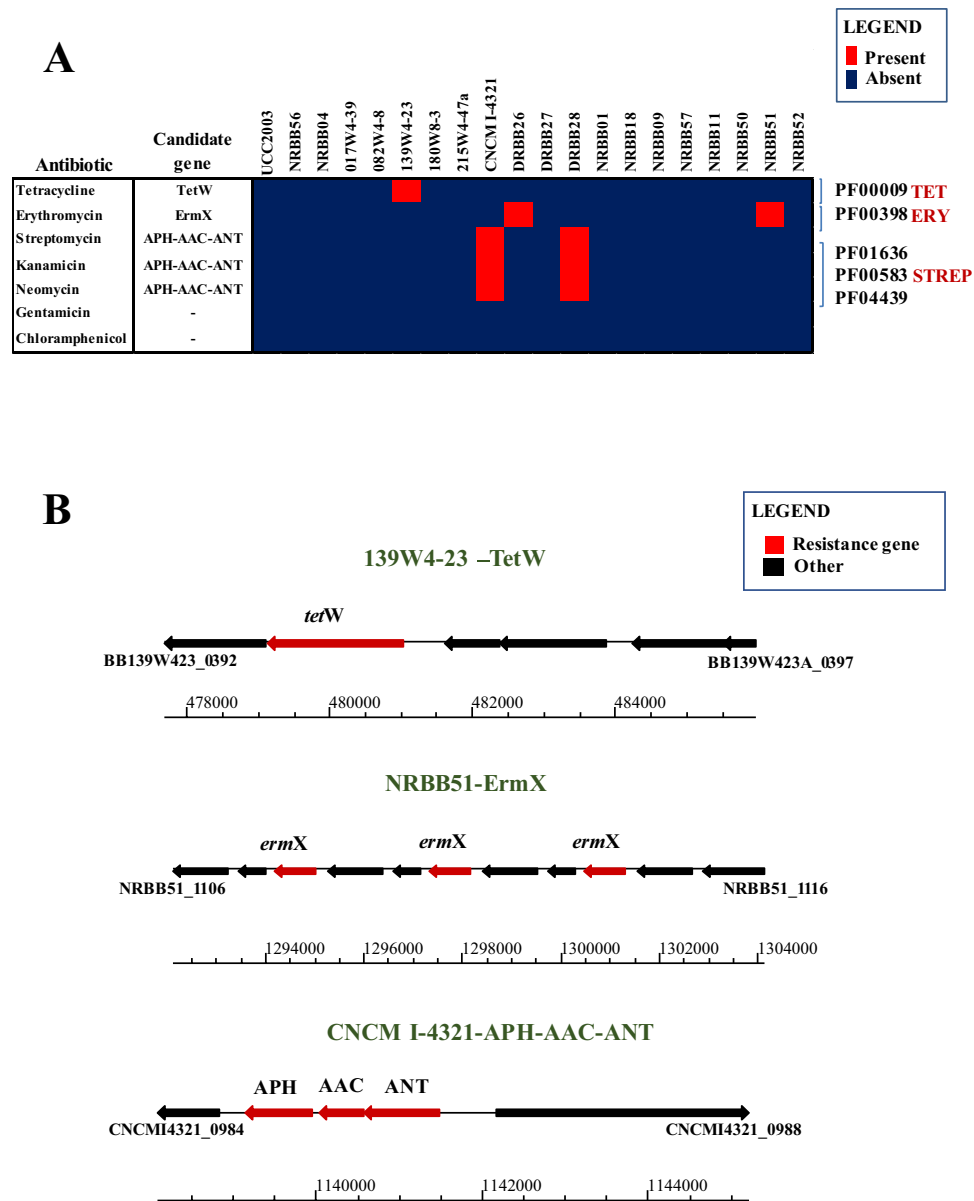 A
LEGEND
Present
Absent
Antibiotic
Candidate gene
UCC2003
NRBB56
NRBB04
017W4-39
082W4-8
139W4-23
180W8-3
215W4-47a
CNCM I-4321
DRBB26
DRBB27
DRBB28
NRBB01
NRBB18
NRBB09
NRBB57
NRBB11
NRBB50
NRBB51
NRBB52
Tetracycline TetW
Erythromycin ErmX
Streptomycin APH-AAC-ANT
Kanamicin APH-AAC-ANT
Neomycin APH-AAC-ANT
Gentamicin -
Chloramphenicol -
PF00009 TET
PF00398 ERY
PF01636
PF00583 STREP
PF04439
B
LEGEND
Resistance gene
Other
139W4-23 –TetW
tetW
BB139W423_0392 BB139W423A_0397
478000 480000 482000 484000
NRBB51-ErmX
ermX ermX ermX
NRBB51_1106 NRBB51_1116
1294000 1296000 1298000 1300000 1302000 1304000
CNCM I-4321-APH-AAC-ANT
APH AAC ANT
CNCMI4321_0984 CNCMI4321_0988
1140000 1142000 1144000